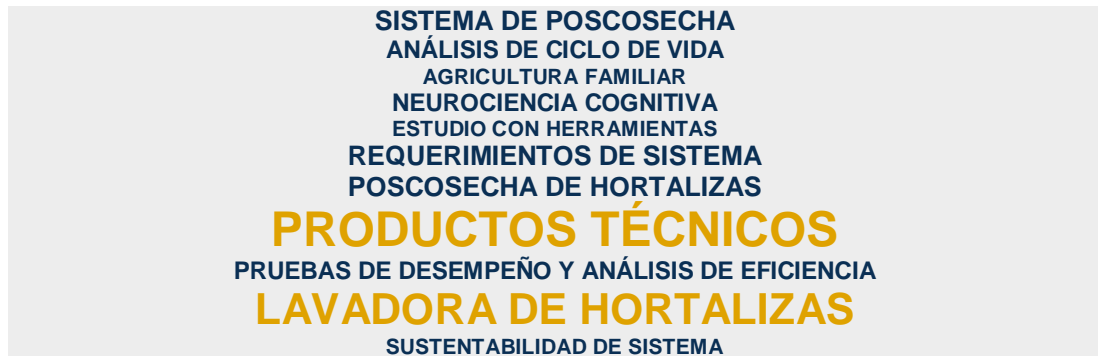 SISTEMA DE POSCOSECHA
ANÁLISIS DE CICLO DE VIDA
AGRICULTURA FAMILIAR
NEUROCIENCIA COGNITIVA
ESTUDIO CON HERRAMIENTAS
REQUERIMIENTOS DE SISTEMA
POSCOSECHA DE HORTALIZAS
PRODUCTOS TÉCNICOS
PRUEBAS DE DESEMPEÑO Y ANÁLISIS DE EFICIENCIA
LAVADORA DE HORTALIZAS
SUSTENTABILIDAD DE SISTEMA